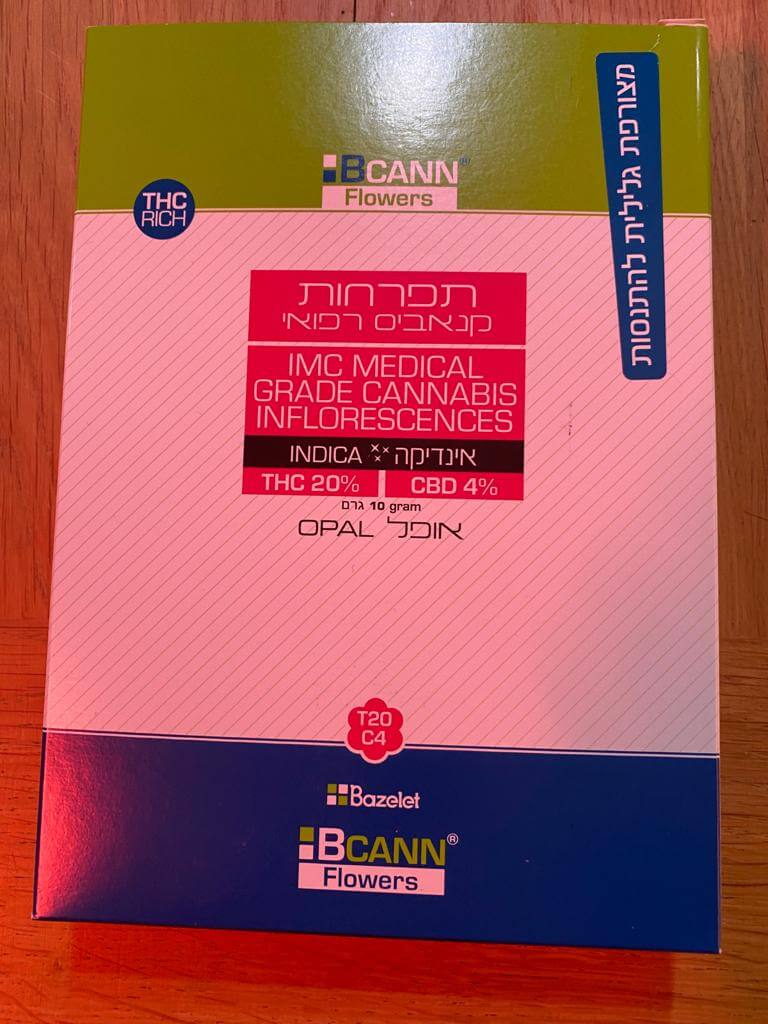 BCANN®
Flowers
THC
RICH
מצורפת גלילית להתנסות
תפרחות
קנאביס רפואי
IMC MEDICAL
GRADE CANNABIS
INFLORESCENCES
INDICA אינדיקה
THC 20% CBD 4%
10 gram גרם
OPAL אופל
T20
C4
Bazelet
BCANN®
Flowers